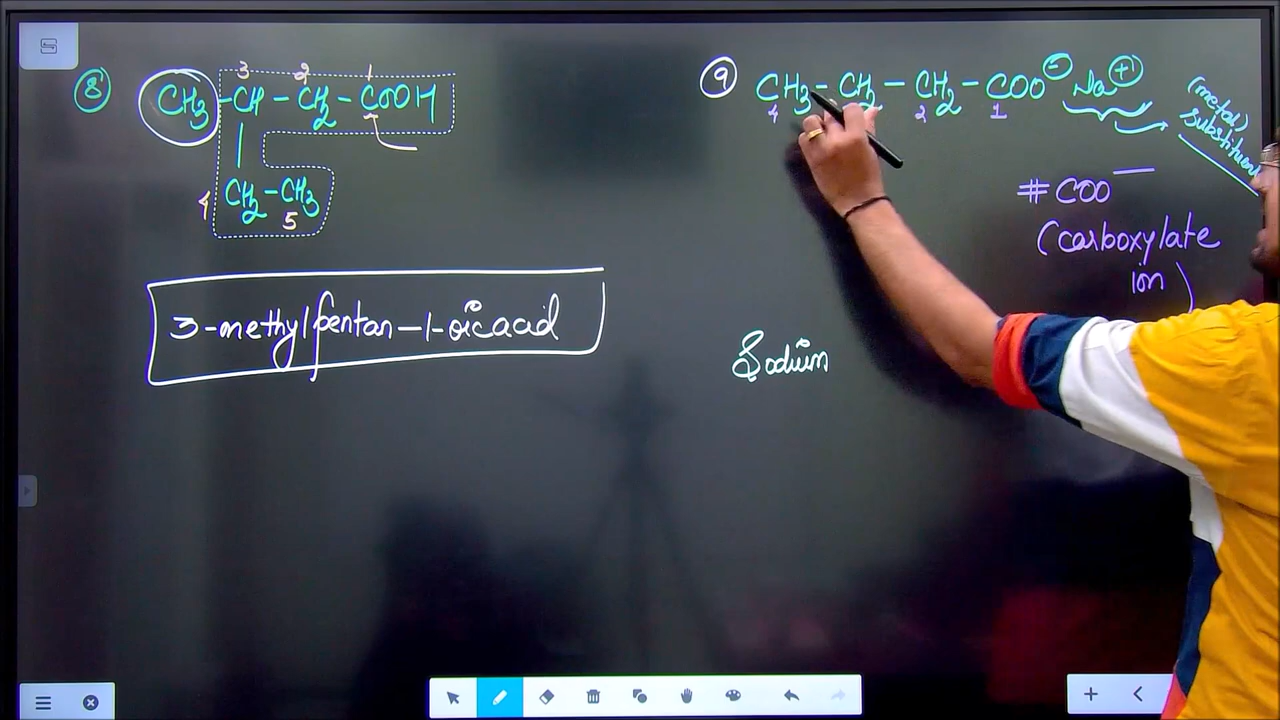 ⑧ CH3 - CH - CH2 - COOH
3 2 1
CH2 - CH3
4 5
3-methylpentan-1-oic acid
⑨ CH3 - CH2 - CH2 - COO⊖ Na⊕
4 2 1
(metal)
substituent
# COO⁻
(carboxylate
ion
Sodium